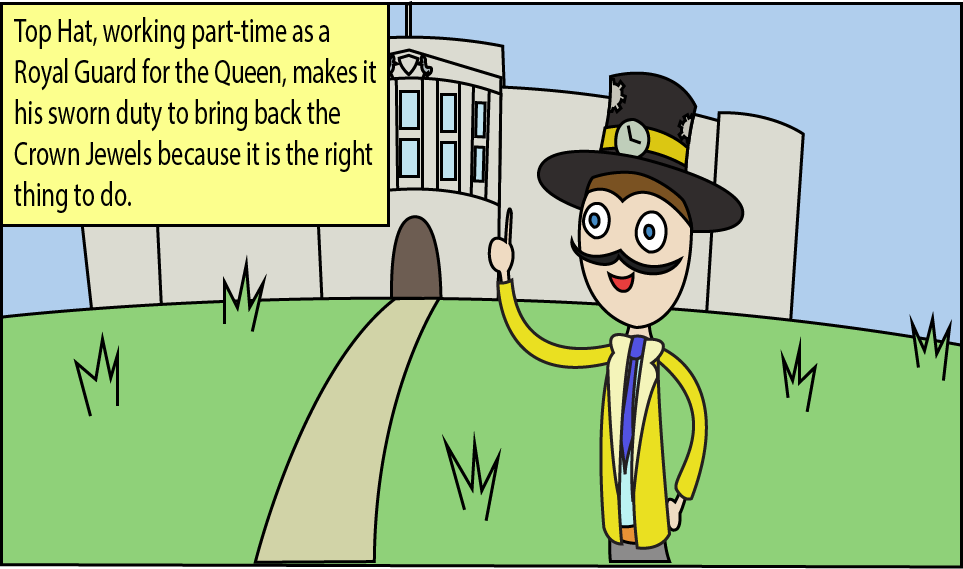 Top Hat, working part-time as a
Royal Guard for the Queen, makes it
his sworn duty to bring back the
Crown Jewels because it is the right
thing to do.